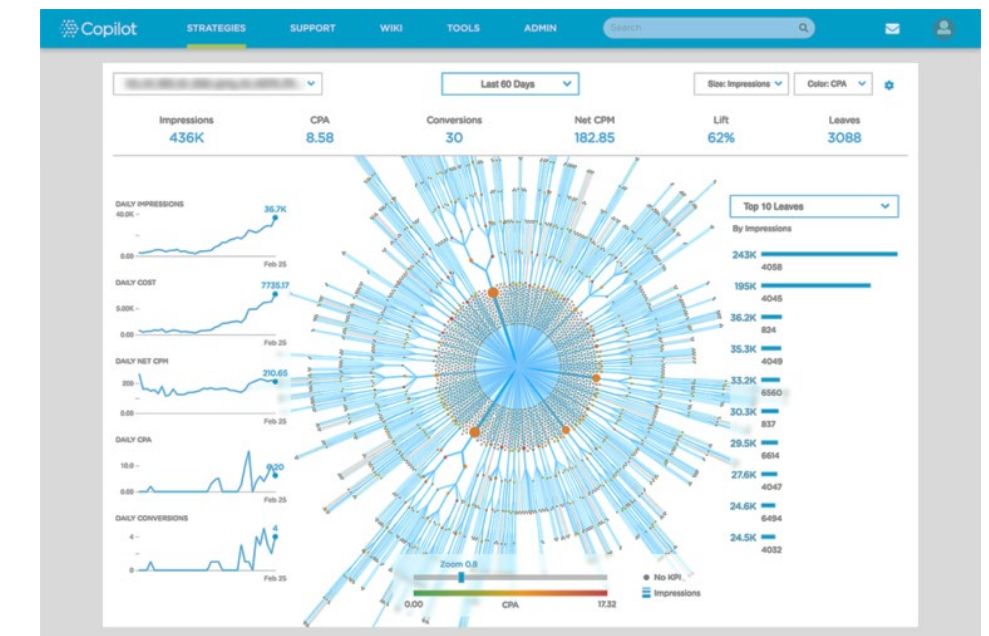 Copilot
STRATEGIES SUPPORT WIKI TOOLS ADMIN Search
Last 60 Days Size: Impressions Color: CPA
Impressions CPA Conversions Net CPM Lift Leaves
436K 8.58 30 182.85 62% 3088
DAILY IMPRESSIONS
40.0K
36.7K
0.00
Feb 25
DAILY COST
7735.17
5.00K
0.00
Feb 25
DAILY NET CPM
210.65
200
0.00
Feb 25
DAILY CPA
10.0
6.20
0.00
Feb 25
DAILY CONVERSIONS
4
4
0
Feb 25
Top 10 Leaves
By Impressions
243K
4058
195K
4045
36.2K
824
35.3K
4049
33.2K
6560
30.3K
837
29.5K
6614
27.6K
4047
24.6K
6494
24.5K
4032
Zoom 0.8
No KPI
Impressions
0.00 CPA 17.32